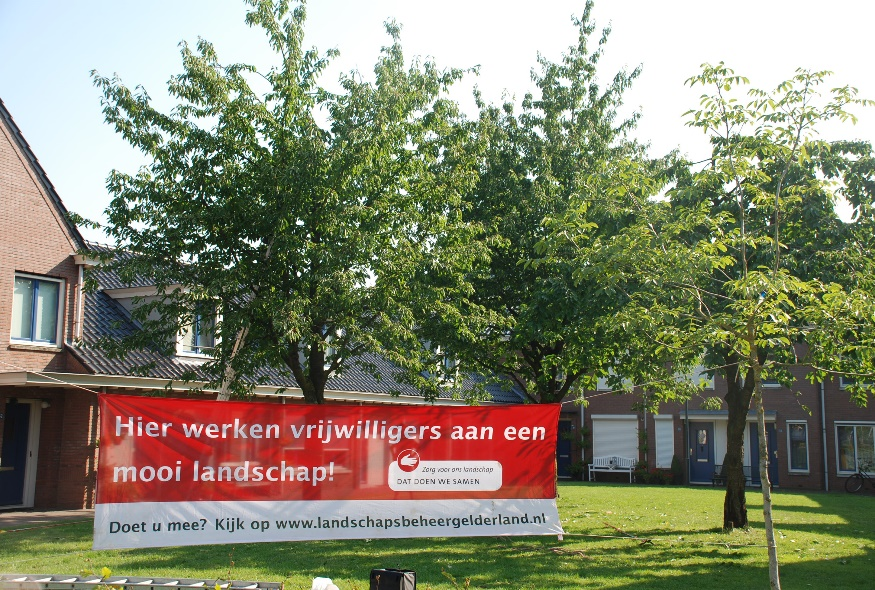 Hier werken vrijwilligers aan een
mooi landschap!
Zorg voor ons landschap
DAT DOEN WE SAMEN
Doet u mee? Kijk op www.landschapsbeheergelderland.nl